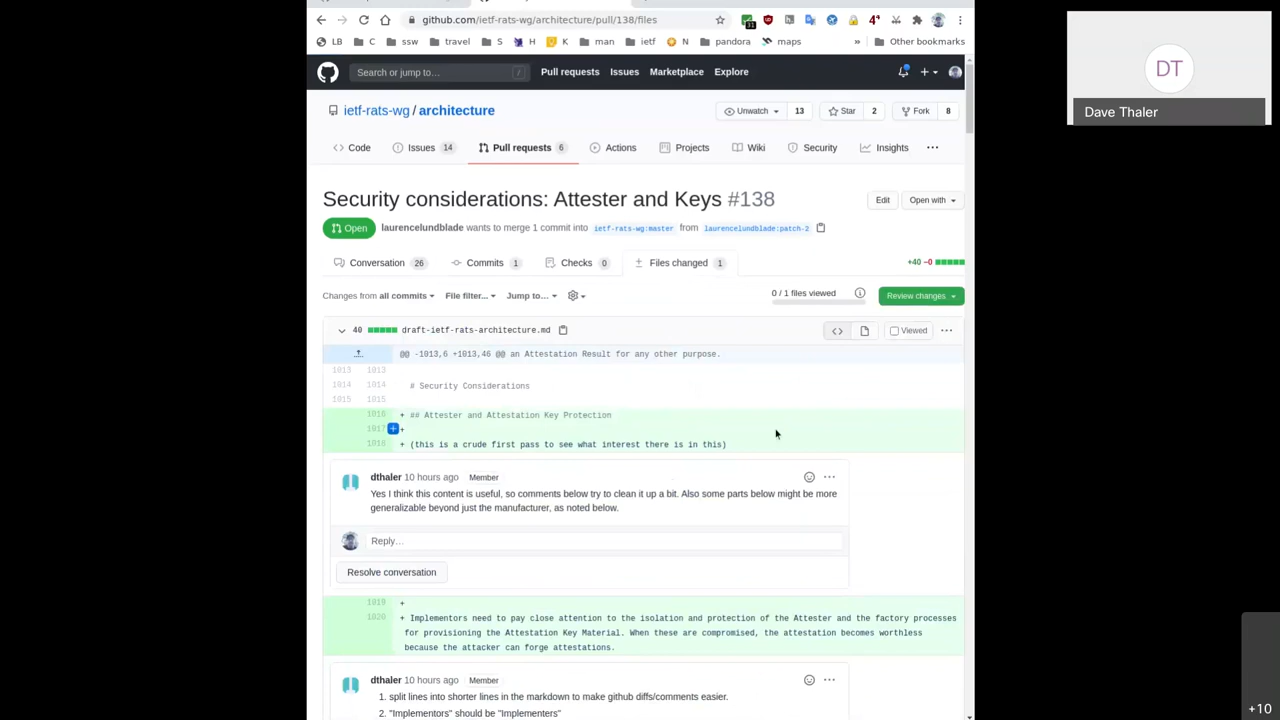 github.com/ietf-rats-wg/architecture/pull/138/files
31
4⁴
LB
C
ssw
travel
S
H
K
man
ietf
N
pandora
maps
»
Other bookmarks
Search or jump to…
/
Pull requests
Issues
Marketplace
Explore
ietf-rats-wg / architecture
Unwatch
13
Star
2
Fork
8
Code
Issues 14
Pull requests 6
Actions
Projects
Wiki
Security
Insights
Security considerations: Attester and Keys #138
Edit
Open with
Open
laurencelundblade wants to merge 1 commit into ietf-rats-wg:master from laurencelundblade:patch-2
Conversation 26
Commits 1
Checks 0
Files changed 1
+40 −0
Changes from all commits
File filter...
Jump to…
0 / 1 files viewed
Review changes
40 draft-ietf-rats-architecture.md
Viewed
@@ -1013,6 +1013,46 @@ an Attestation Result for any other purpose.
1013 1013
1014 1014 # Security Considerations
1015 1015
1016 + ## Attester and Attestation Key Protection
1017 +
1018 + (this is a crude first pass to see what interest there is in this)
dthaler 10 hours ago Member
Yes I think this content is useful, so comments below try to clean it up a bit. Also some parts below might be more
generalizable beyond just the manufacturer, as noted below.
Reply…
Resolve conversation
1019 +
1020 + Implementors need to pay close attention to the isolation and protection of the Attester and the factory processes
for provisioning the Attestation Key Material. When these are compromised, the attestation becomes worthless
because the attacker can forge attestations.
dthaler 10 hours ago Member
1. split lines into shorter lines in the markdown to make github diffs/comments easier.
2. "Implementors" should be "Implementers"
DT
Dave Thaler
+10